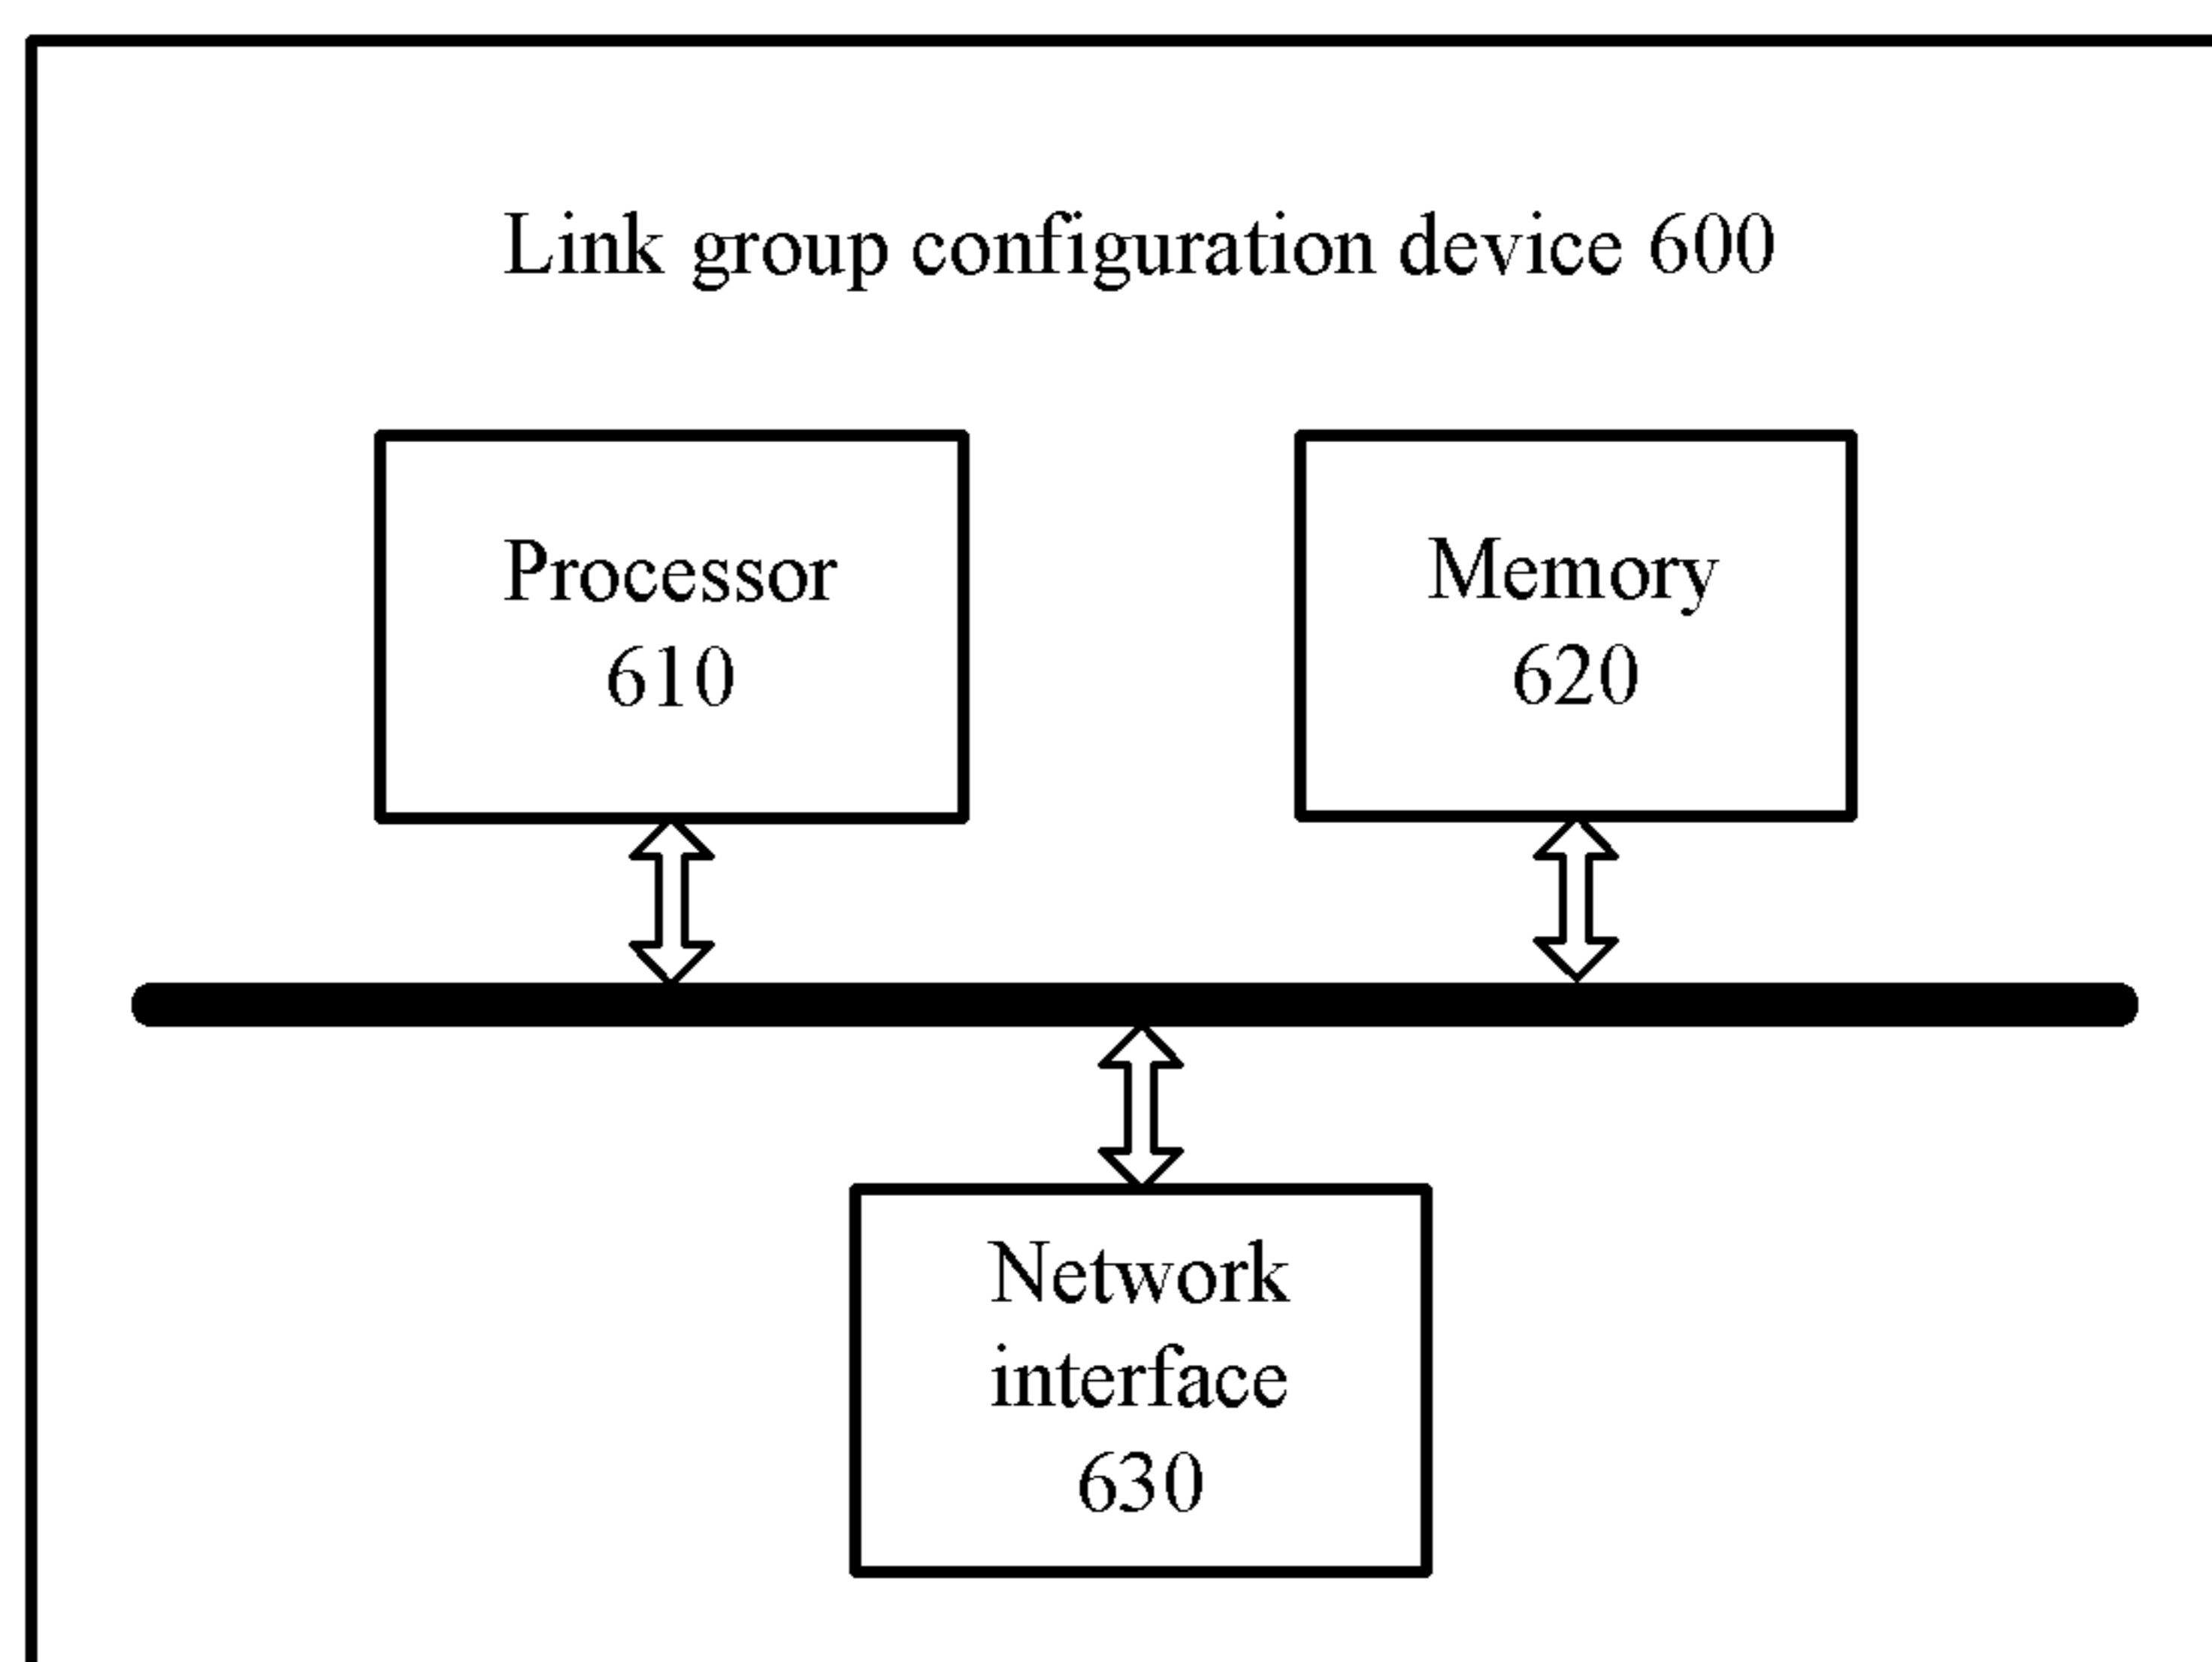 Link group configuration device 600
Processor
610
Memory
620
Network
interface
630